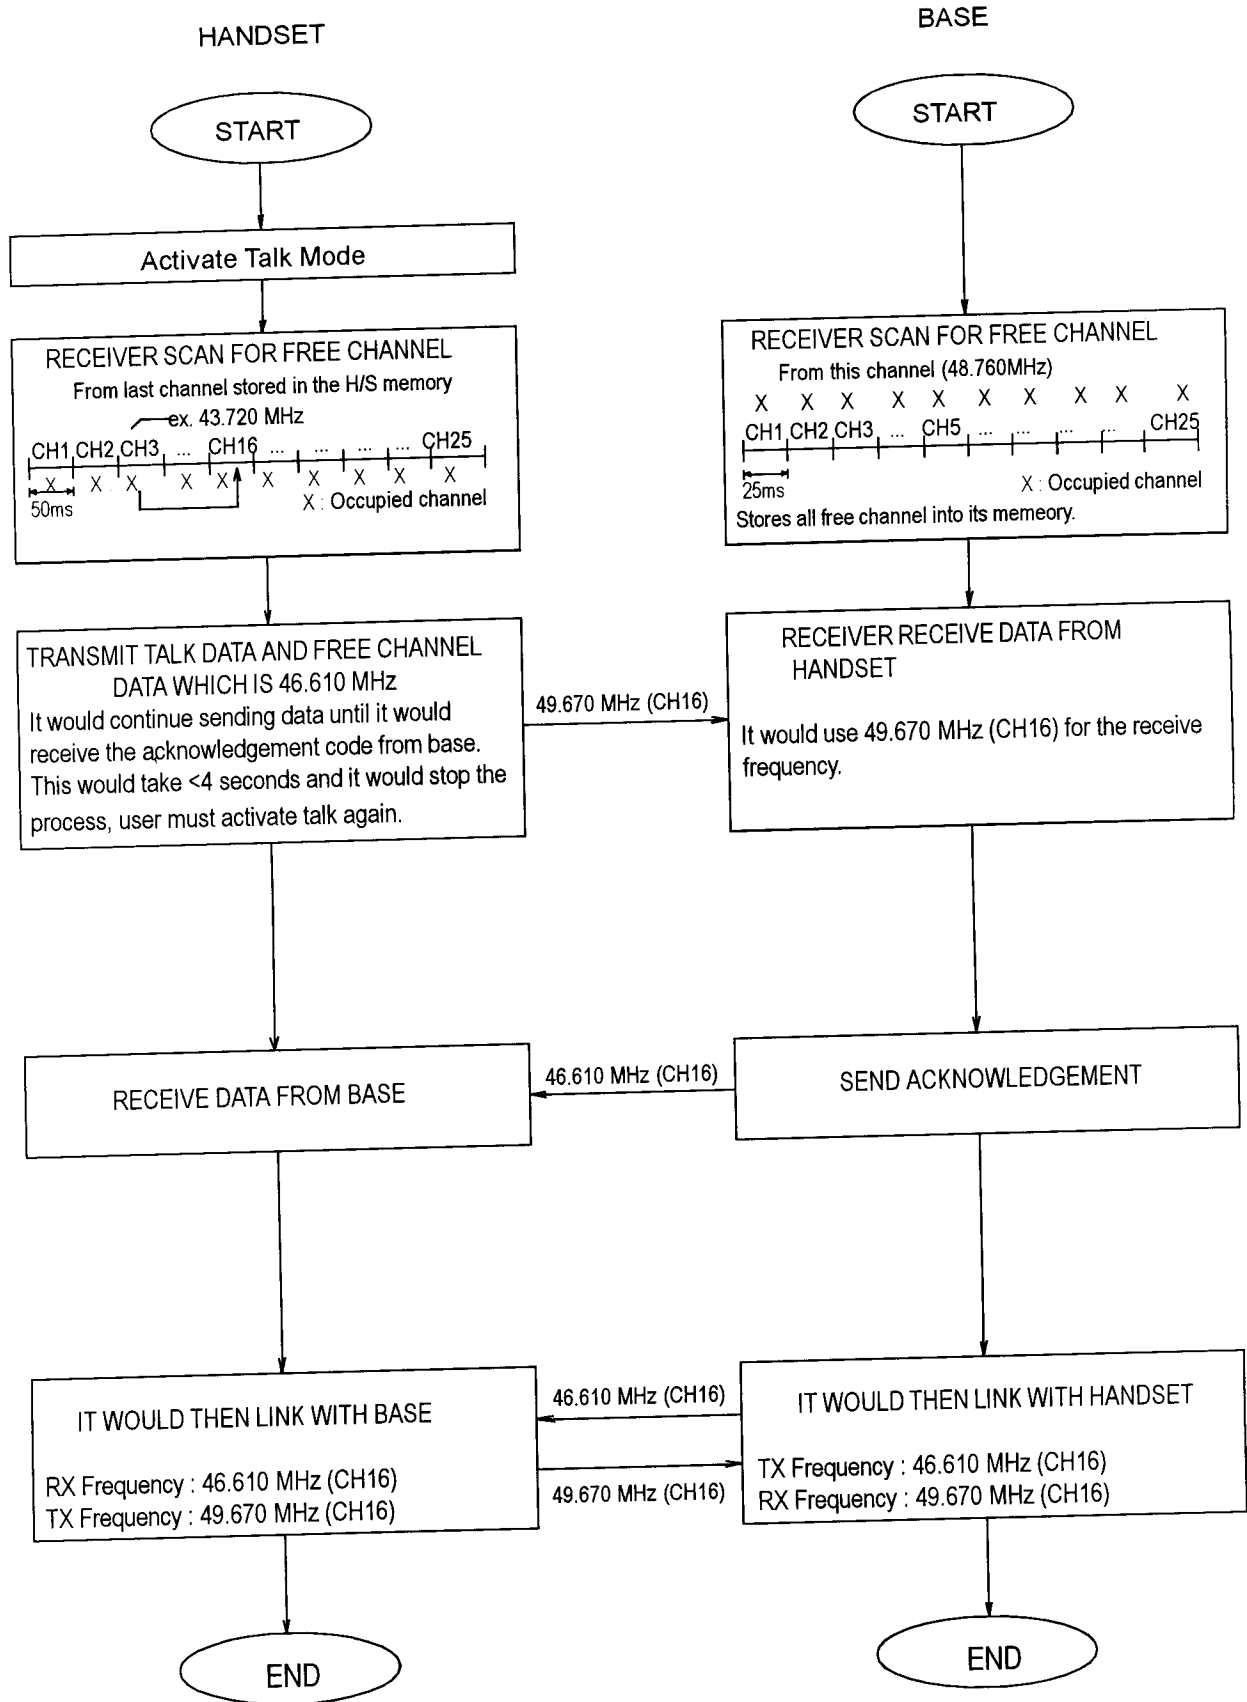 HANDSET
START
Activate Talk Mode
RECEIVER SCAN FOR FREE CHANNEL
From last channel stored in the H/S memory
ex. 43.720 MHz
CH1 CH2 CH3 ... CH16 ... ... ... ... CH25
X X X X X X X X X X
50ms
X : Occupied channel
TRANSMIT TALK DATA AND FREE CHANNEL
DATA WHICH IS 46.610 MHz
It would continue sending data until it would
receive the acknowledgement code from base.
This would take <4 seconds and it would stop the
process, user must activate talk again.
49.670 MHz (CH16)
RECEIVE DATA FROM BASE
46.610 MHz (CH16)
IT WOULD THEN LINK WITH BASE
RX Frequency : 46.610 MHz (CH16)
TX Frequency : 49.670 MHz (CH16)
46.610 MHz (CH16)
49.670 MHz (CH16)
END
BASE
START
RECEIVER SCAN FOR FREE CHANNEL
From this channel (48.760MHz)
X X X X X X X X X X
CH1 CH2 CH3 ... CH5 ... ... ... ... CH25
25ms
X : Occupied channel
Stores all free channel into its memeory.
RECEIVER RECEIVE DATA FROM
HANDSET
It would use 49.670 MHz (CH16) for the receive
frequency.
SEND ACKNOWLEDGEMENT
IT WOULD THEN LINK WITH HANDSET
TX Frequency : 46.610 MHz (CH16)
RX Frequency : 49.670 MHz (CH16)
END